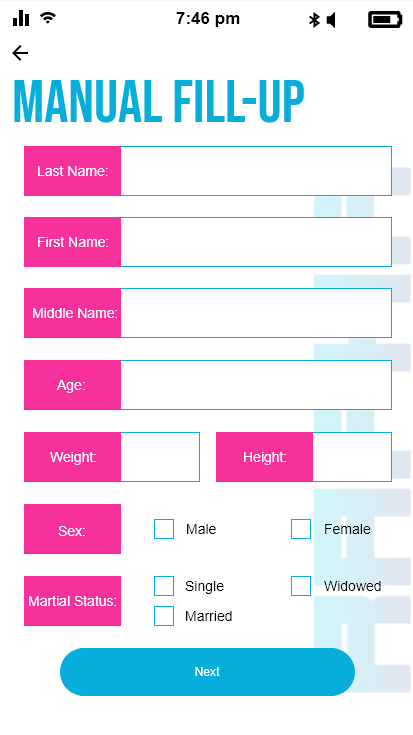 7:46 pm
MANUAL FILL-UP
Last Name:
First Name:
Middle Name:
Age:
Weight: Height:
Sex: Male Female
Single Widowed
Martial Status:
Married
Next